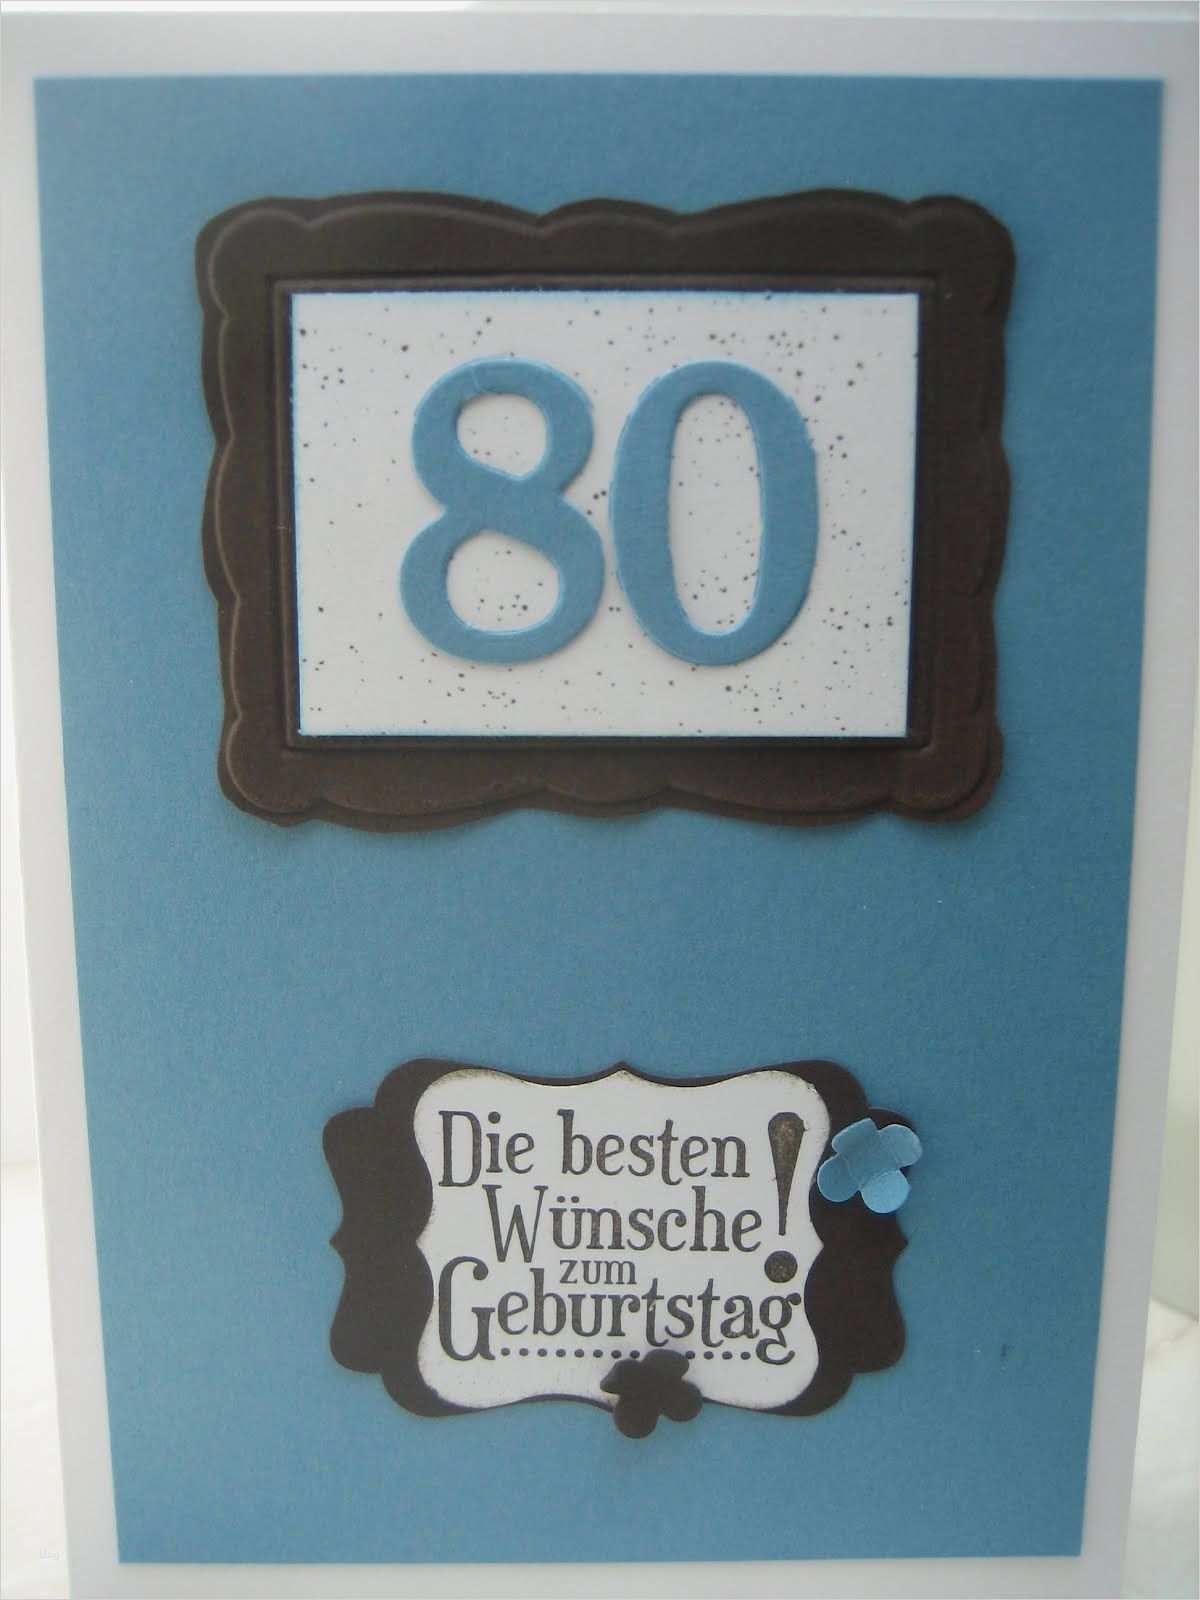 80
Die besten
Wünsche!
zum
Geburtstag